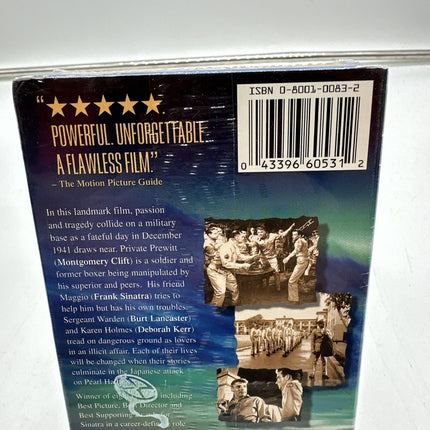 ISBN 0-8001-0083-2
0 43396 60531 2
"★★★★★.
POWERFUL. UNFORGETTABLE.
A FLAWLESS FILM."
– The Motion Picture Guide
In this landmark film, passion
and tragedy collide on a military
base as a fateful day in December
1941 draws near. Private Prewitt –
(Montgomery Clift) is a soldier and
former boxer being manipulated by
his superior and peers. His friend
Maggio (Frank Sinatra) tries to
help him but has his own troubles.
Sergeant Warden (Burt Lancaster)
and Karen Holmes (Deborah Kerr)
tread on dangerous ground as lovers
in an illicit affair. Each of their lives
will be changed when their stories
culminate in the Japanese attack
on Pearl
Winner of including
Best Picture, Director and
Best Supporting
Sinatra in a career-defining role